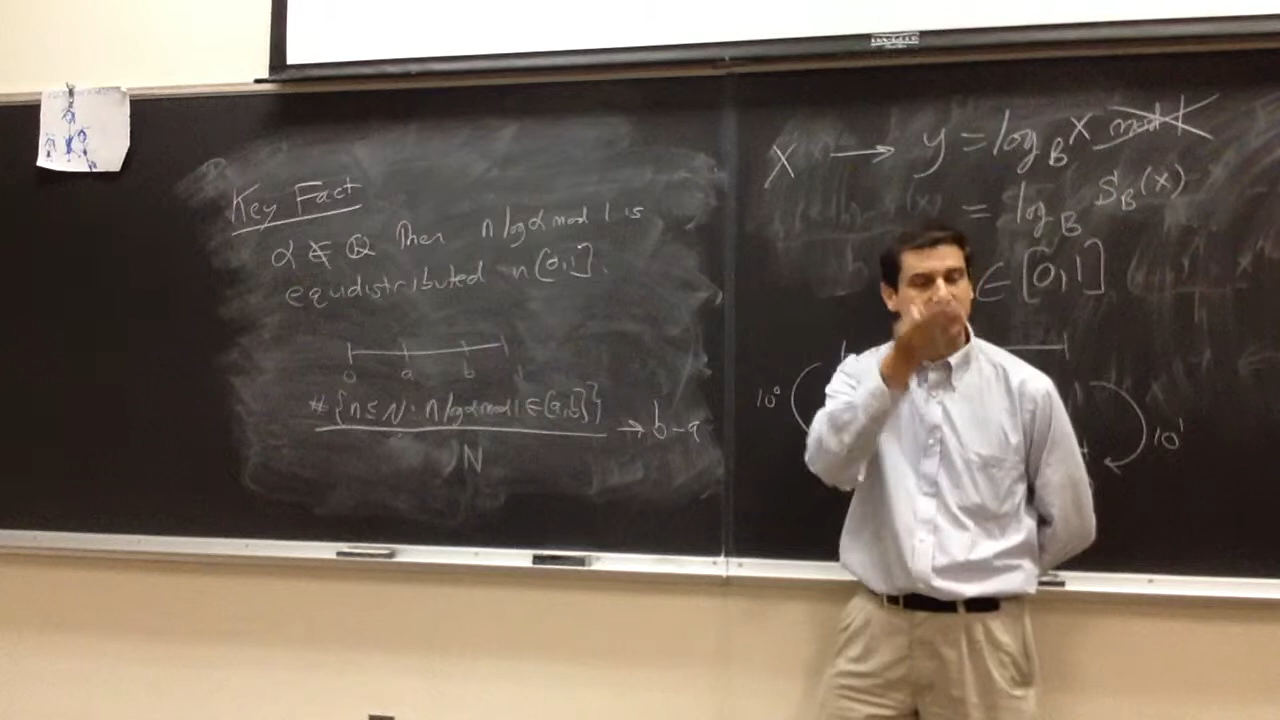 Key Fact
α ∉ Q Then n log α mod 1 is
equidistributed in [0,1].
0 a b 1
#{n ≤ N : n log α mod 1 ∈ [a,b]}
N
→ b-a
X → y = log_B X mod 1
= log_B S_B(x)
∈ [0,1]
10⁰
10¹